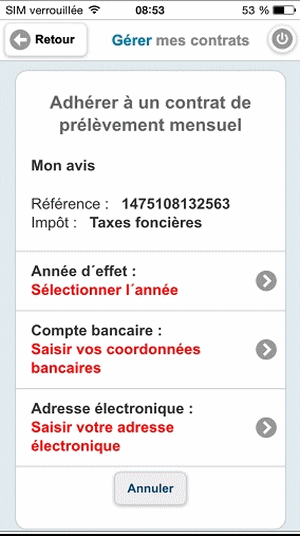 SIM verrouillée 08:53 53 %
Retour Gérer mes contrats
Adhérer à un contrat de
prélèvement mensuel
Mon avis
Référence : 1475108132563
Impôt : Taxes foncières
Année d´effet :
Sélectionner l´année
Compte bancaire :
Saisir vos coordonnées
bancaires
Adresse électronique :
Saisir votre adresse
électronique
Annuler